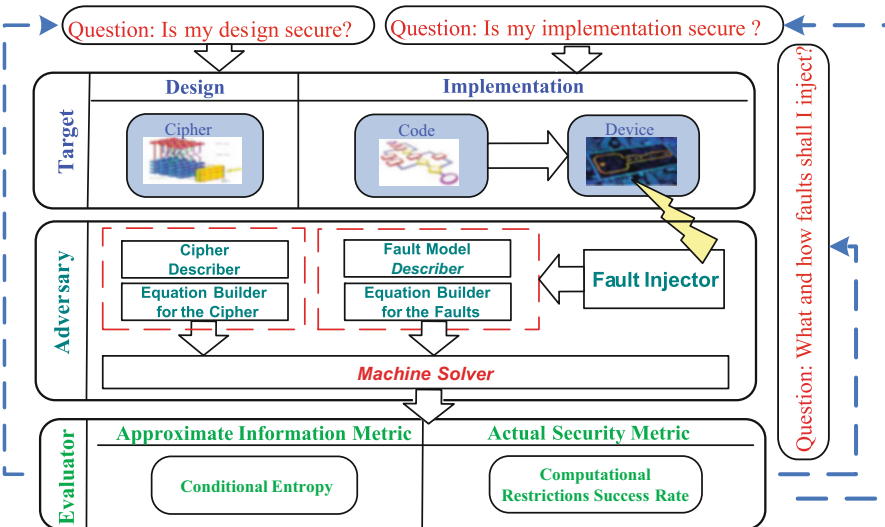 Question: Is my design secure?
Question: Is my implementation secure ?
Question: What and how faults shall I inject?
Target
Design
Implementation
Cipher
Code
Device
Adversary
Cipher
Describer
Equation Builder
for the Cipher
Fault Model
Describer
Equation Builder
for the Faults
Fault Injector
Machine Solver
Evaluator
Approximate Information Metric
Actual Security Metric
Conditional Entropy
Computational
Restrictions Success Rate